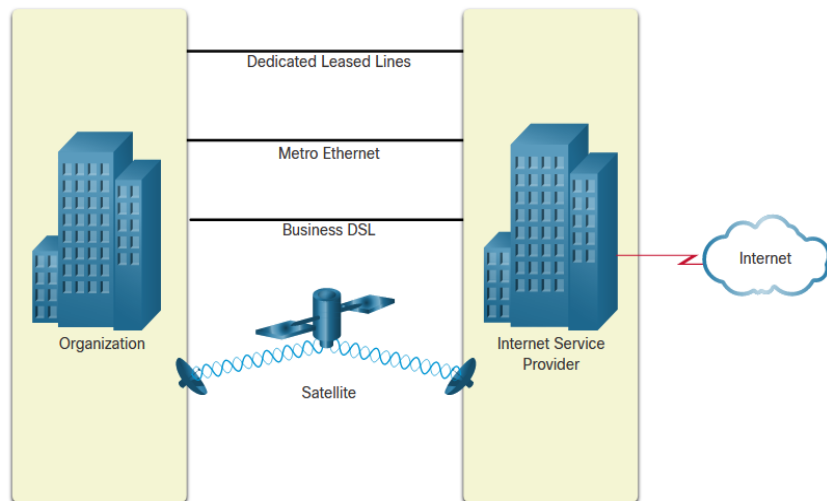 Dedicated Leased Lines
Metro Ethernet
Business DSL
Internet
Organization
Internet Service
Provider
Satellite